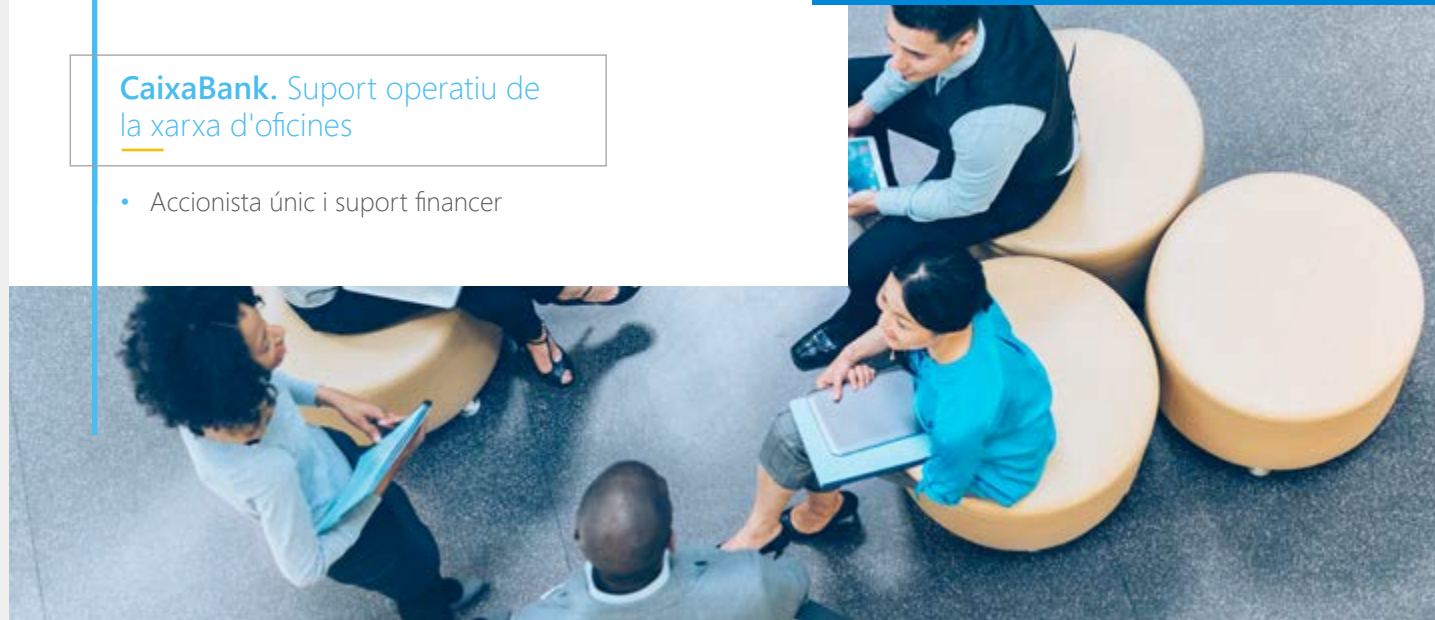 CaixaBank. Suport operatiu de
la xarxa d'oficines
• Accionista únic i suport financer